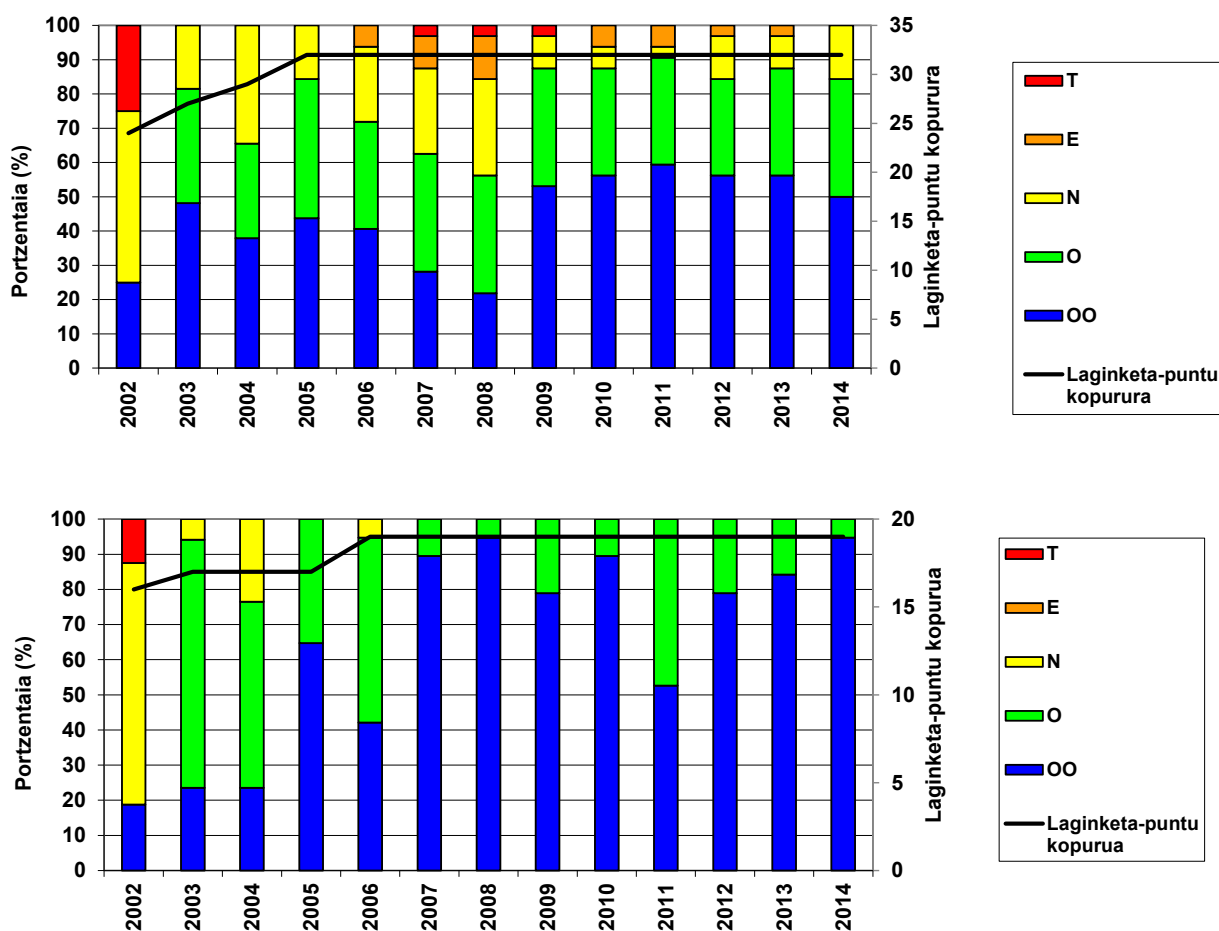 Portzentaia (%)
100
90
80
70
60
50
40
30
20
10
0
35
30
25
20
15
10
5
0
Laginketa-puntu kopurura
2002 2003 2004 2005 2006 2007 2008 2009 2010 2011 2012 2013 2014
T
E
N
O
OO
Laginketa-puntu
kopurura
Portzentaia (%)
100
90
80
70
60
50
40
30
20
10
0
20
15
10
5
0
Laginketa-puntu kopurua
2002 2003 2004 2005 2006 2007 2008 2009 2010 2011 2012 2013 2014
T
E
N
O
OO
Laginketa-puntu
kopurua